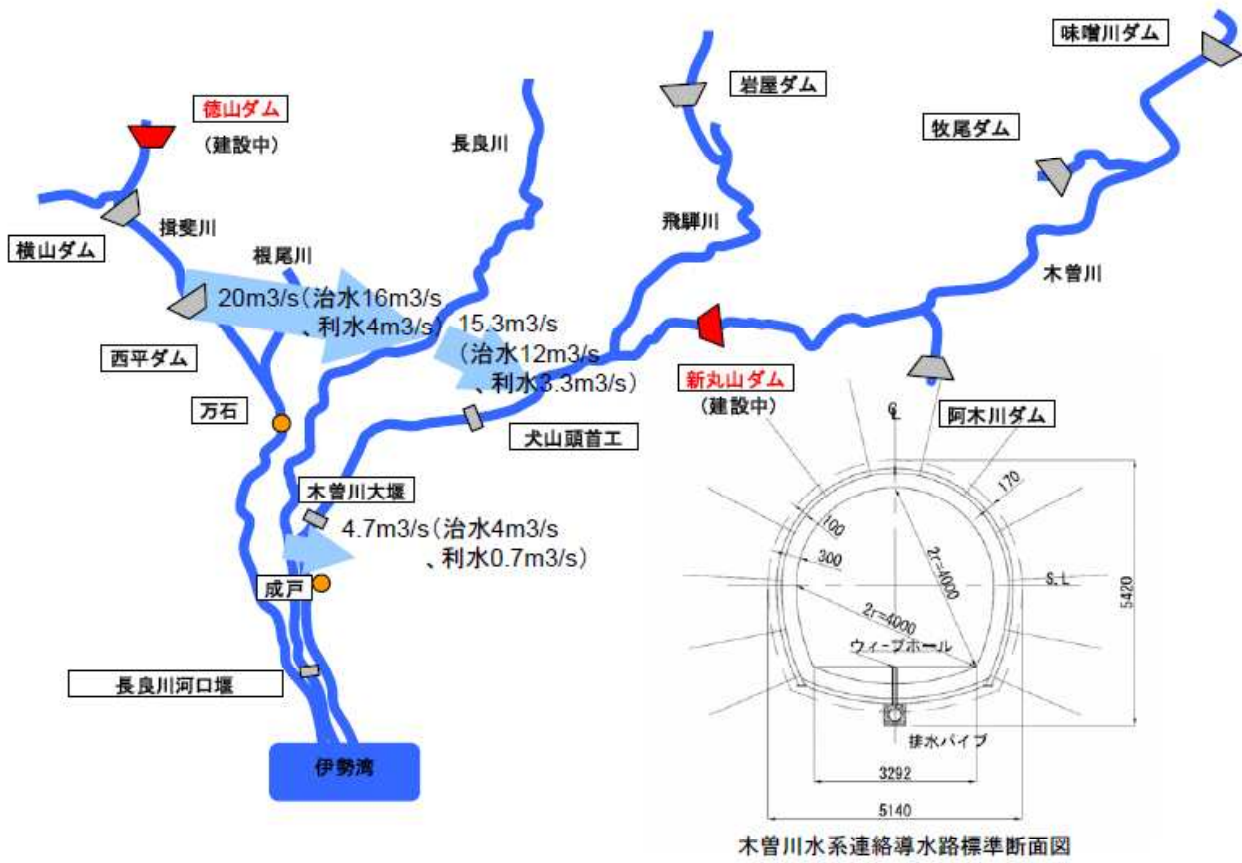 味噌川ダム
岩屋ダム
徳山ダム
(建設中)
長良川
牧尾ダム
飛騨川
揖斐川
横山ダム
根尾川
木曽川
20m3/s(治水16m3/s
、利水4m3/s)
15.3m3/s
(治水12m3/s
、利水3.3m3/s)
西平ダム
新丸山ダム
(建設中)
万石
犬山頭首工
阿木川ダム
木曽川大堰
4.7m3/s(治水4m3/s
、利水0.7m3/s)
成戸
長良川河口堰
伊勢湾
CL
170
100
300
2r=4000
S.L
5420
2r=4000
ウィープホール
排水パイプ
3292
5140
木曽川水系連絡導水路標準断面図